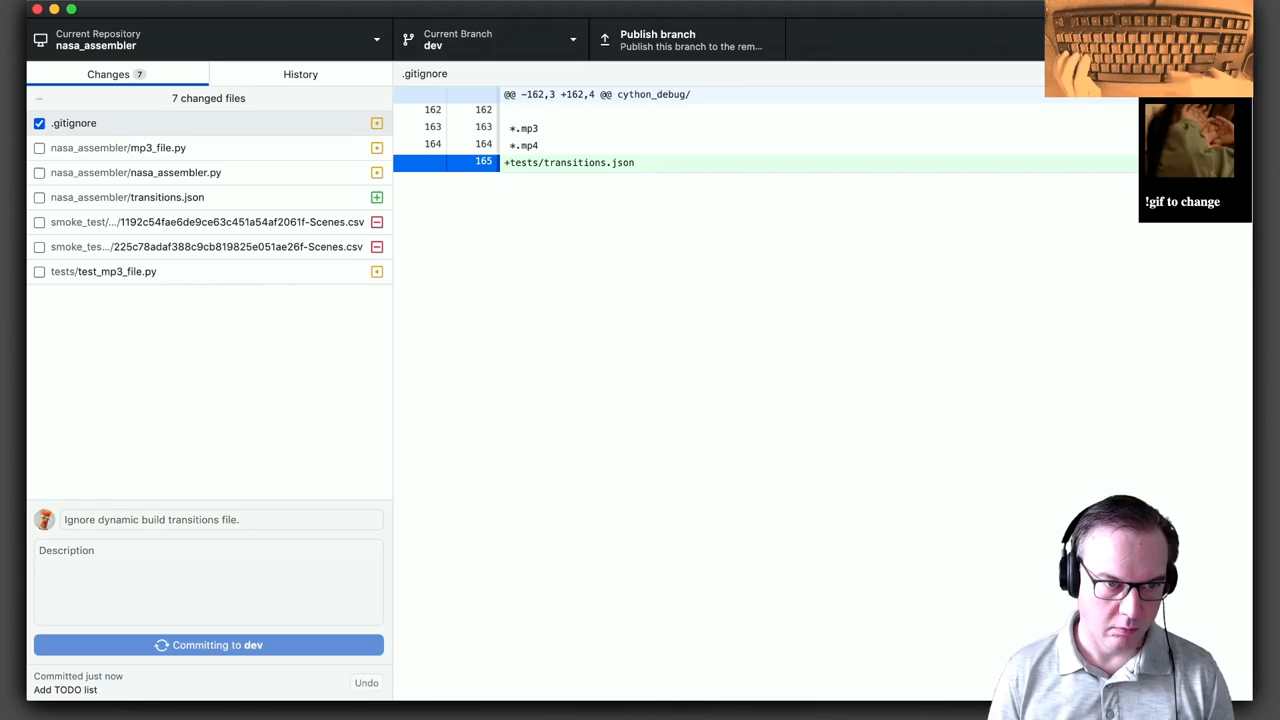 Current Repository
nasa_assembler
Current Branch
dev
Publish branch
Publish this branch to the rem...
Changes 7
History
7 changed files
.gitignore
nasa_assembler/mp3_file.py
nasa_assembler/nasa_assembler.py
nasa_assembler/transitions.json
smoke_test/.../1192c54fae6de9ce63c451a54af2061f-Scenes.csv
smoke_tes.../225c78adaf388c9cb819825e051ae26f-Scenes.csv
tests/test_mp3_file.py
.gitignore
@@ -162,3 +162,4 @@ cython_debug/
162 162
163 163 *.mp3
164 164 *.mp4
165 +tests/transitions.json
!gif to change
Ignore dynamic build transitions file.
Description
Committing to dev
Committed just now
Add TODO list
Undo